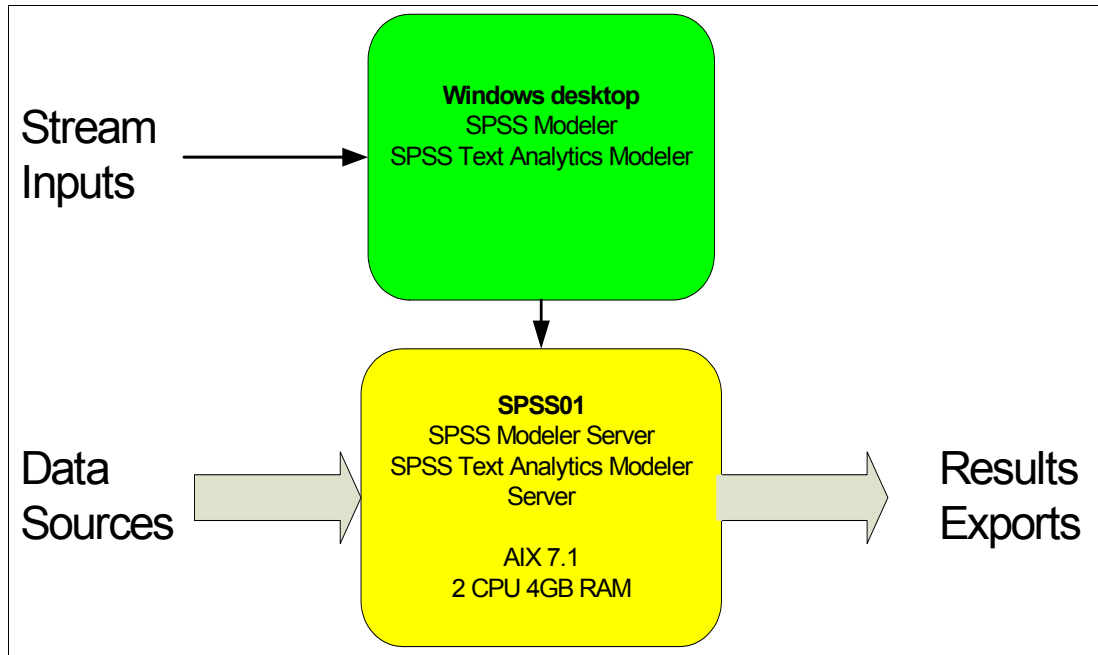 Stream
Inputs
Windows desktop
SPSS Modeler
SPSS Text Analytics Modeler
Data
Sources
SPSS01
SPSS Modeler Server
SPSS Text Analytics Modeler
Server
AIX 7.1
2 CPU 4GB RAM
Results
Exports